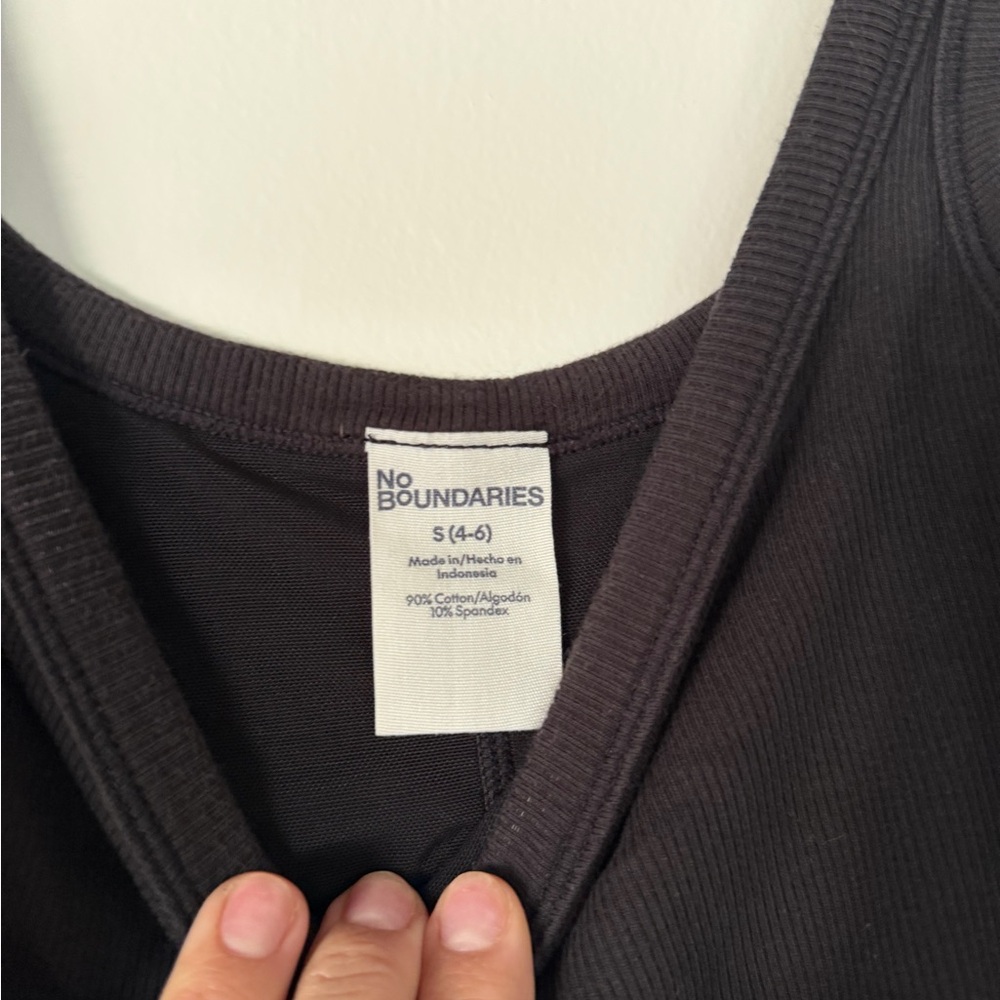 No
BOUNDARIES
S (4-6)
Made in/Hecho en
Indonesia
90% Cotton/Algodón
10% Spandex